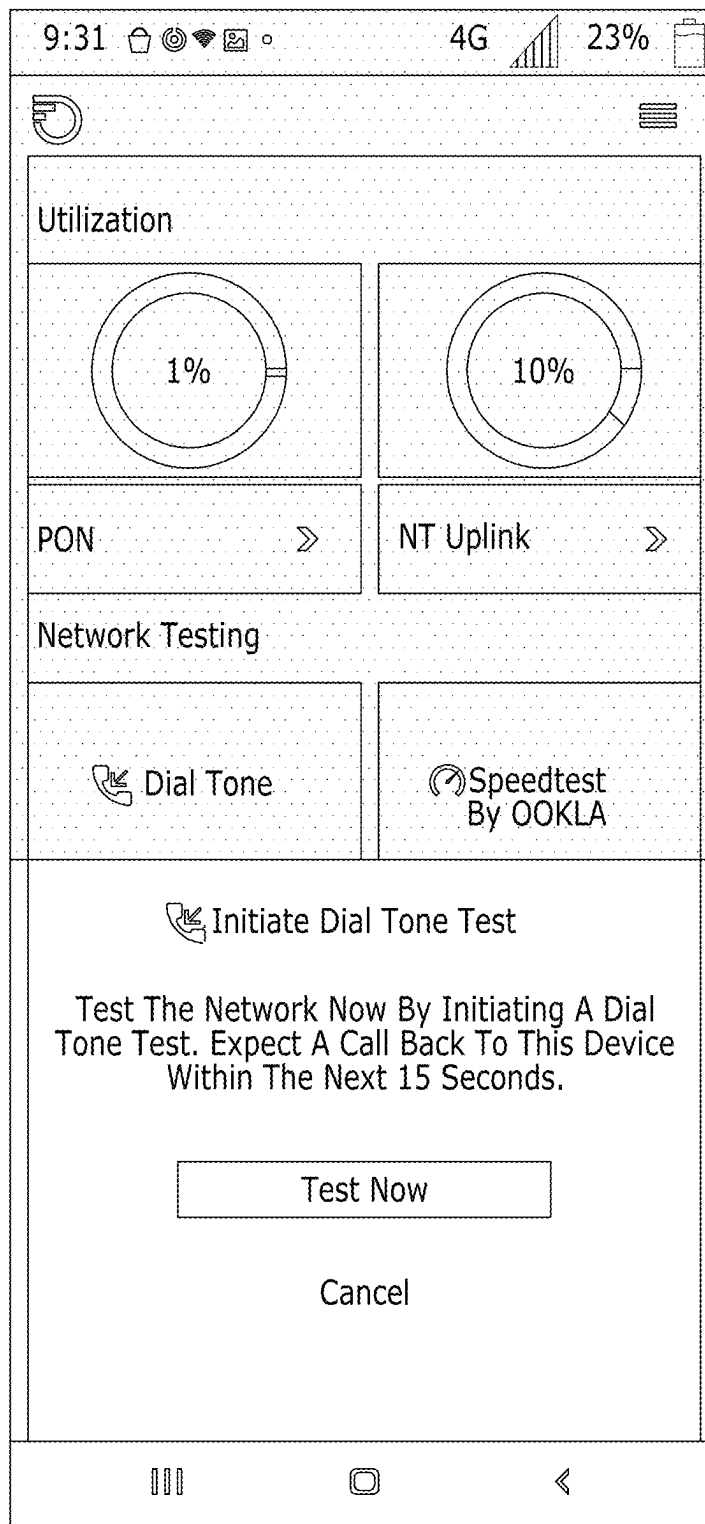 9:31 4G 23%
Utilization
1% 10%
PON NT Uplink
Network Testing
Dial Tone
Speedtest
By OOKLA
Initiate Dial Tone Test
Test The Network Now By Initiating A Dial
Tone Test. Expect A Call Back To This Device
Within The Next 15 Seconds.
Test Now
Cancel